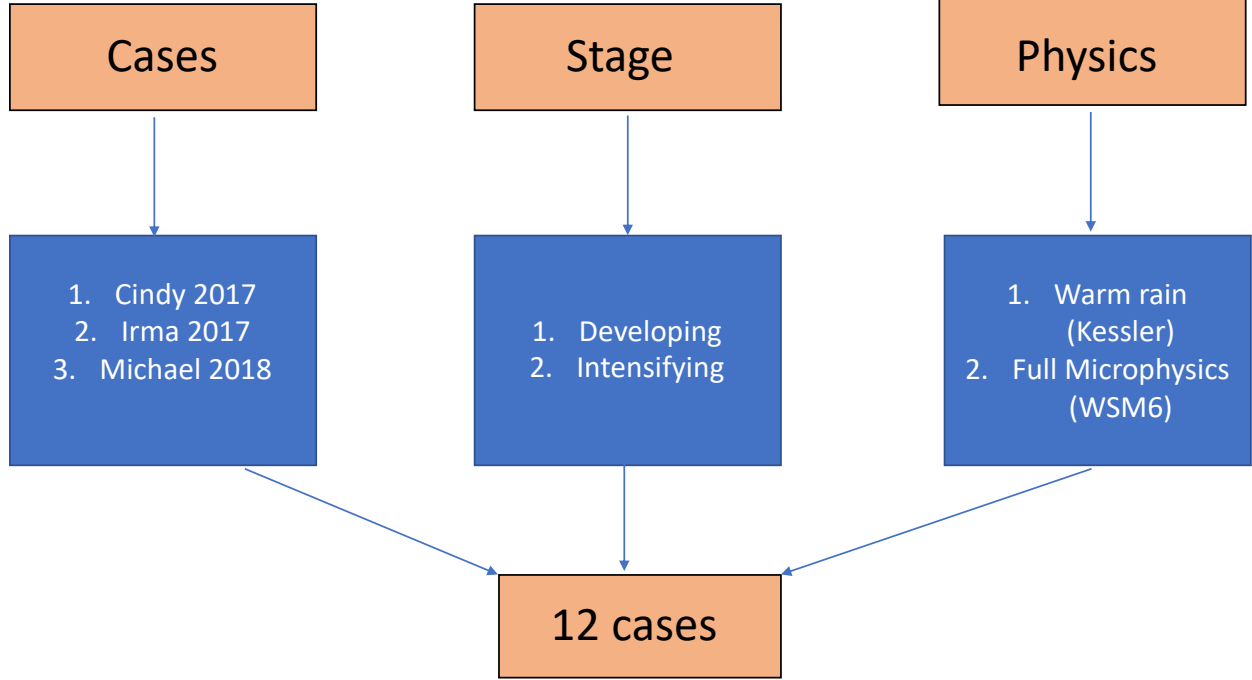 Cases
Stage
Physics
1. Cindy 2017
2. Irma 2017
3. Michael 2018
1. Developing
2. Intensifying
1. Warm rain
(Kessler)
2. Full Microphysics
(WSM6)
12 cases